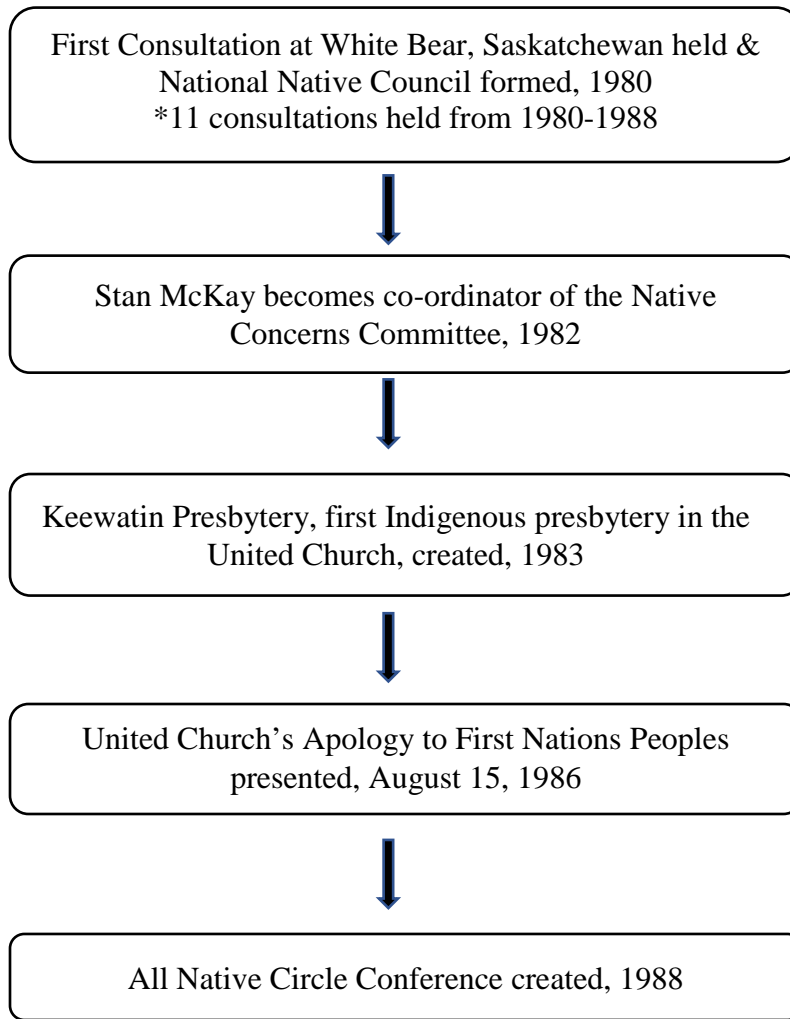 First Consultation at White Bear, Saskatchewan held &
National Native Council formed, 1980
*11 consultations held from 1980-1988
Stan McKay becomes co-ordinator of the Native
Concerns Committee, 1982
Keewatin Presbytery, first Indigenous presbytery in the
United Church, created, 1983
United Church’s Apology to First Nations Peoples
presented, August 15, 1986
All Native Circle Conference created, 1988